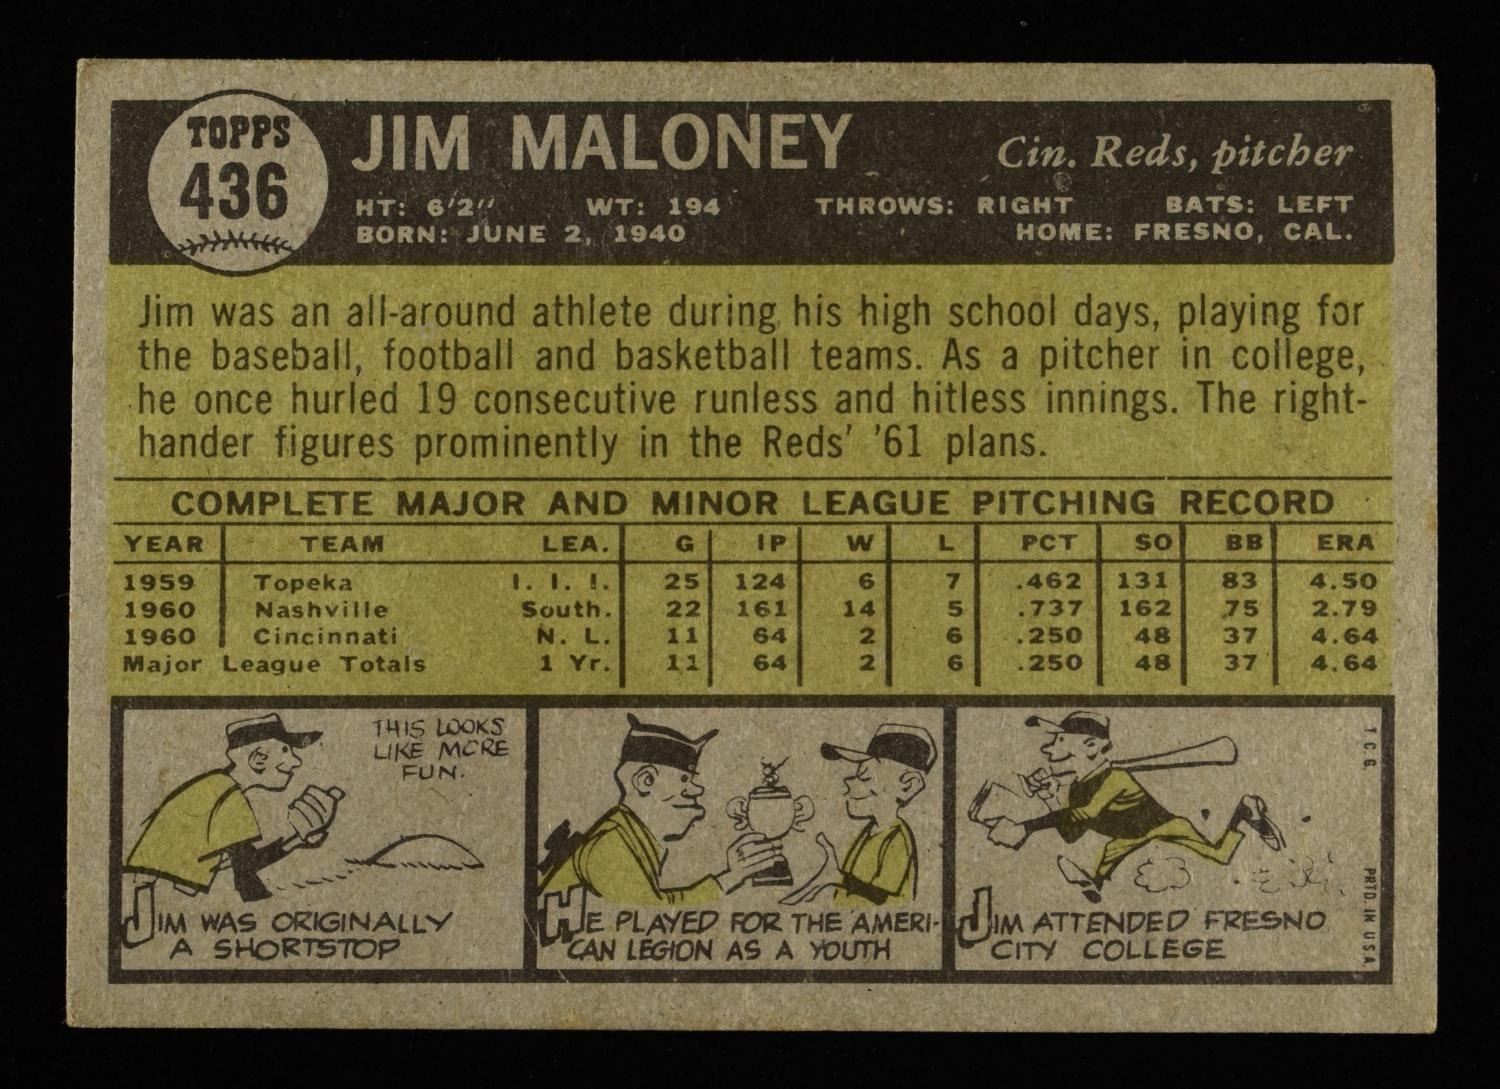 TOPPS
436
JIM MALONEY
Cin. Reds, pitcher
HT: 6'2" WT: 194 THROWS: RIGHT BATS: LEFT
BORN: JUNE 2, 1940 HOME: FRESNO, CAL.
Jim was an all-around athlete during his high school days, playing for
the baseball, football and basketball teams. As a pitcher in college,
he once hurled 19 consecutive runless and hitless innings. The right-
hander figures prominently in the Reds' '61 plans.
COMPLETE MAJOR AND MINOR LEAGUE PITCHING RECORD
YEAR TEAM LEA. G IP W L PCT SO BB ERA
1959 Topeka I. I. I. 25 124 6 7 .462 131 83 4.50
1960 Nashville South. 22 161 14 5 .737 162 75 2.79
1960 Cincinnati N. L. 11 64 2 6 .250 48 37 4.64
Major League Totals 1 Yr. 11 64 2 6 .250 48 37 4.64
THIS LOOKS
LIKE MORE
FUN.
JIM WAS ORIGINALLY
A SHORTSTOP
HE PLAYED FOR THE AMERI-
CAN LEGION AS A YOUTH
JIM ATTENDED FRESNO
CITY COLLEGE
T.C.G. PRTD. IN U.S.A.